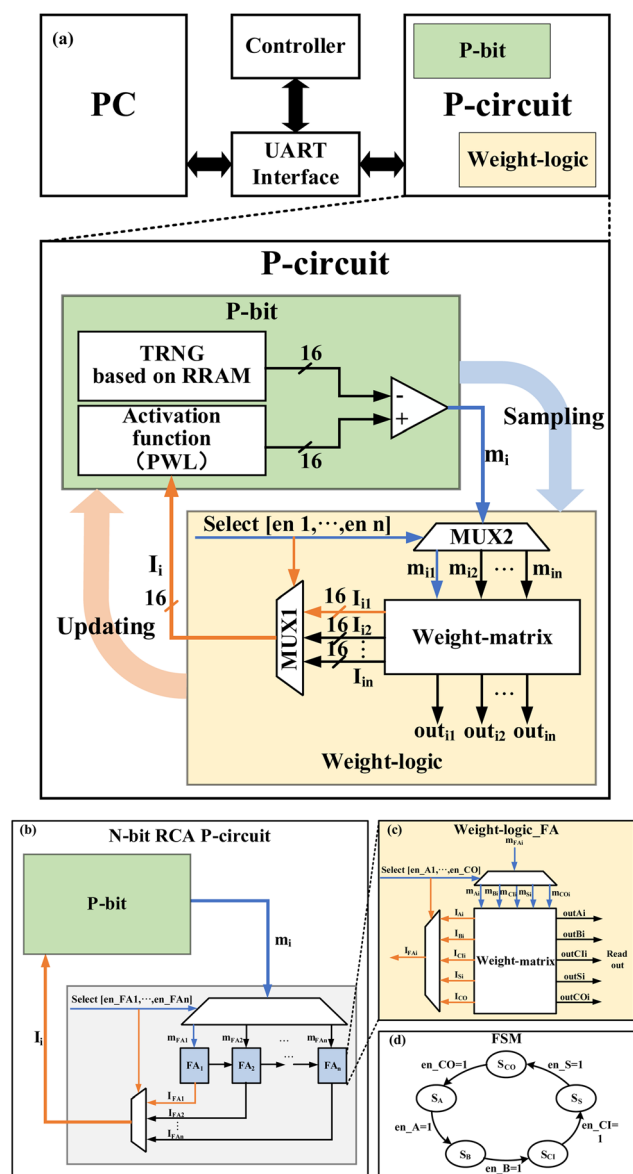 (a)
PC
Controller
UART
Interface
P-bit
P-circuit
Weight-logic
P-circuit
P-bit
TRNG
based on RRAM
16
-
+
Activation
function
(PWL)
16
Sampling
mi
Select [en 1,⋯,en n]
MUX2
mi1 mi2 ⋯ min
Ii
16
Updating
MUX1
16 Ii1
16 Ii2
⋮
16 Iin
Weight-matrix
⋯
outi1 outi2 outin
Weight-logic
(b)
N-bit RCA P-circuit
P-bit
mi
Select [en_FA1,⋯,en_FAn]
Ii
mFA1 mFA2 ⋯ mFAn
FA1 FA2 ⋯ FAn
IFA1
IFA2
⋮
IFAn
(c)
Weight-logic_FA
mFAi
Select [en_A1,⋯,en_CO]
mAi mBi mCIi mSi mCOi
IAi
IBi
ICIi
ISi
ICO
IFAi
Weight-matrix
outAi
outBi
outCIi
outSi
outCOi
Read
out
(d)
FSM
SCO
en_CO=1
en_S=1
SA
SS
en_A=1
en_CI=
1
SB
en_B=1
SCI